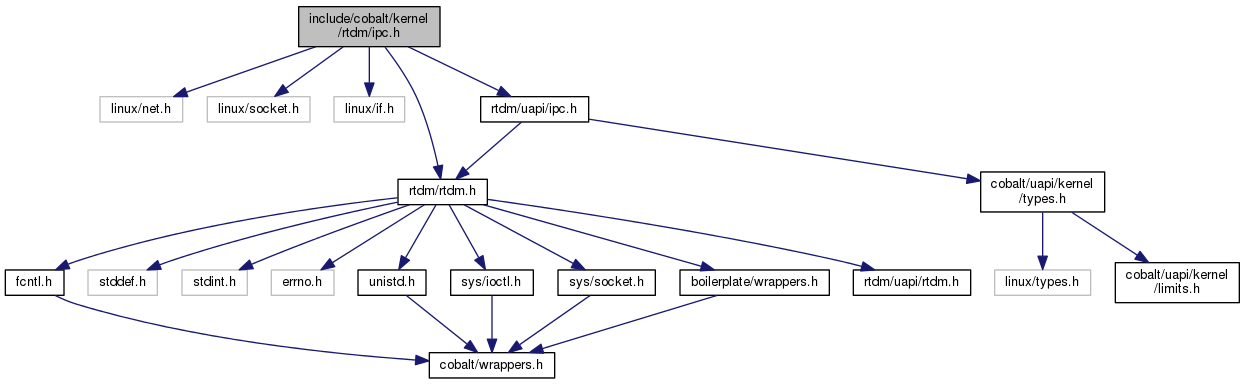 include/cobalt/kernel
/rtdm/ipc.h
linux/net.h
linux/socket.h
linux/if.h
rtdm/uapi/ipc.h
rtdm/rtdm.h
cobalt/uapi/kernel
/types.h
fcntl.h
stddef.h
stdint.h
errno.h
unistd.h
sys/ioctl.h
sys/socket.h
boilerplate/wrappers.h
rtdm/uapi/rtdm.h
linux/types.h
cobalt/uapi/kernel
/limits.h
cobalt/wrappers.h